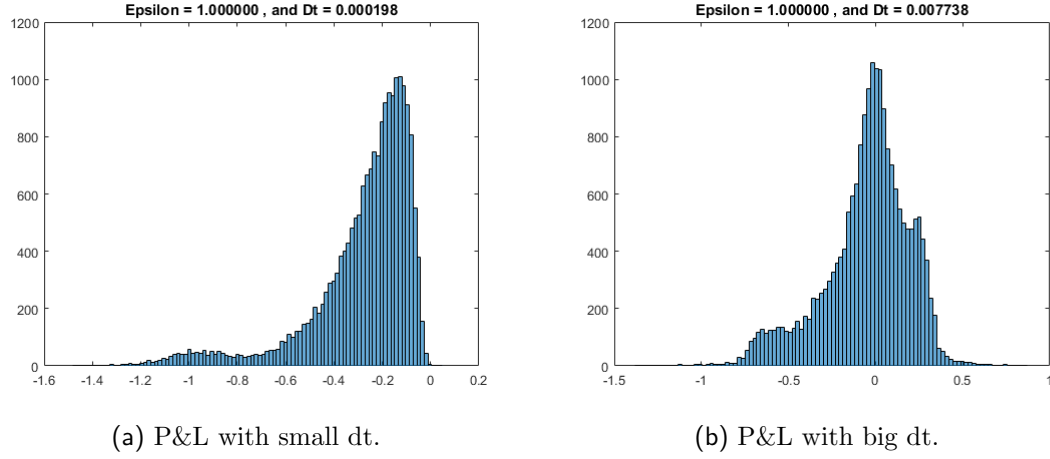 Epsilon = 1.000000 , and Dt = 0.000198
1200
1000
800
600
400
200
0
-1.6 -1.4 -1.2 -1 -0.8 -0.6 -0.4 -0.2 0 0.2
(a) P&L with small dt.
Epsilon = 1.000000 , and Dt = 0.007738
1200
1000
800
600
400
200
0
-1.5 -1 -0.5 0 0.5 1
(b) P&L with big dt.